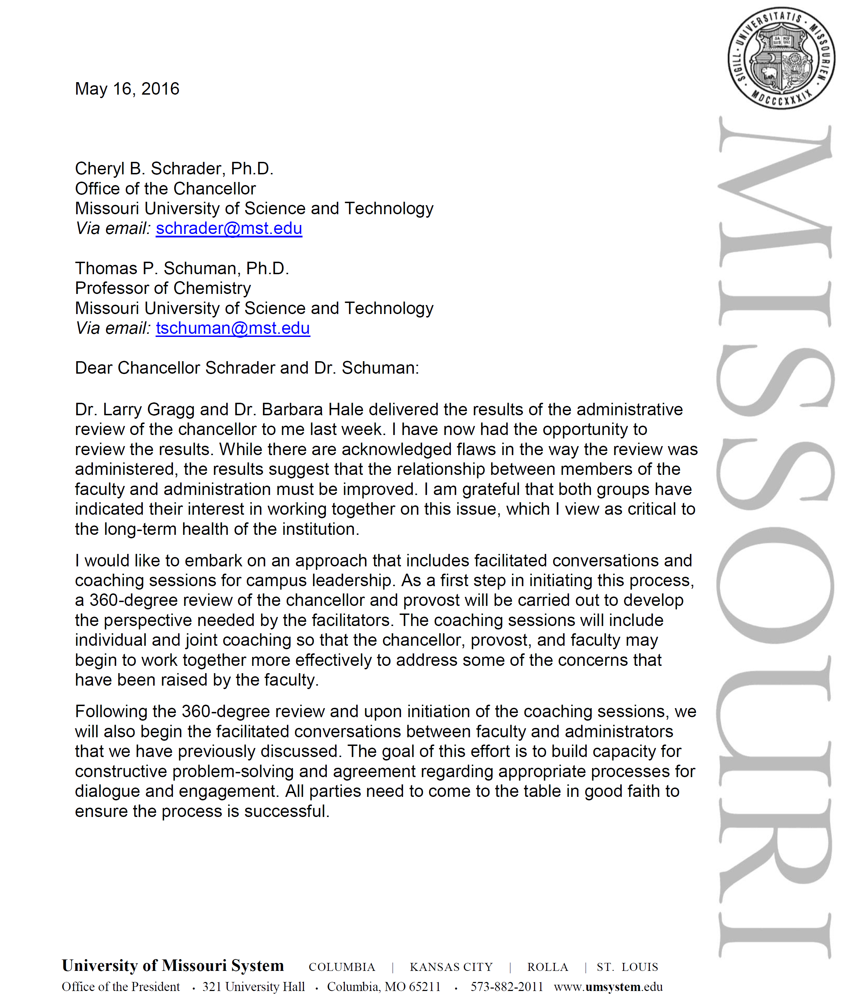 SIGILL · UNIVERSITATIS · MISSOURIEN · MDCCCXXXIX ·
SA POP
LUS ULI
MISSOURI
May 16, 2016
Cheryl B. Schrader, Ph.D.
Office of the Chancellor
Missouri University of Science and Technology
Via email: schrader@mst.edu
Thomas P. Schuman, Ph.D.
Professor of Chemistry
Missouri University of Science and Technology
Via email: tschuman@mst.edu
Dear Chancellor Schrader and Dr. Schuman:
Dr. Larry Gragg and Dr. Barbara Hale delivered the results of the administrative
review of the chancellor to me last week. I have now had the opportunity to
review the results. While there are acknowledged flaws in the way the review was
administered, the results suggest that the relationship between members of the
faculty and administration must be improved. I am grateful that both groups have
indicated their interest in working together on this issue, which I view as critical to
the long-term health of the institution.
I would like to embark on an approach that includes facilitated conversations and
coaching sessions for campus leadership. As a first step in initiating this process,
a 360-degree review of the chancellor and provost will be carried out to develop
the perspective needed by the facilitators. The coaching sessions will include
individual and joint coaching so that the chancellor, provost, and faculty may
begin to work together more effectively to address some of the concerns that
have been raised by the faculty.
Following the 360-degree review and upon initiation of the coaching sessions, we
will also begin the facilitated conversations between faculty and administrators
that we have previously discussed. The goal of this effort is to build capacity for
constructive problem-solving and agreement regarding appropriate processes for
dialogue and engagement. All parties need to come to the table in good faith to
ensure the process is successful.
University of Missouri System COLUMBIA | KANSAS CITY | ROLLA | ST. LOUIS
Office of the President · 321 University Hall · Columbia, MO 65211 · 573-882-2011 www.umsystem.edu